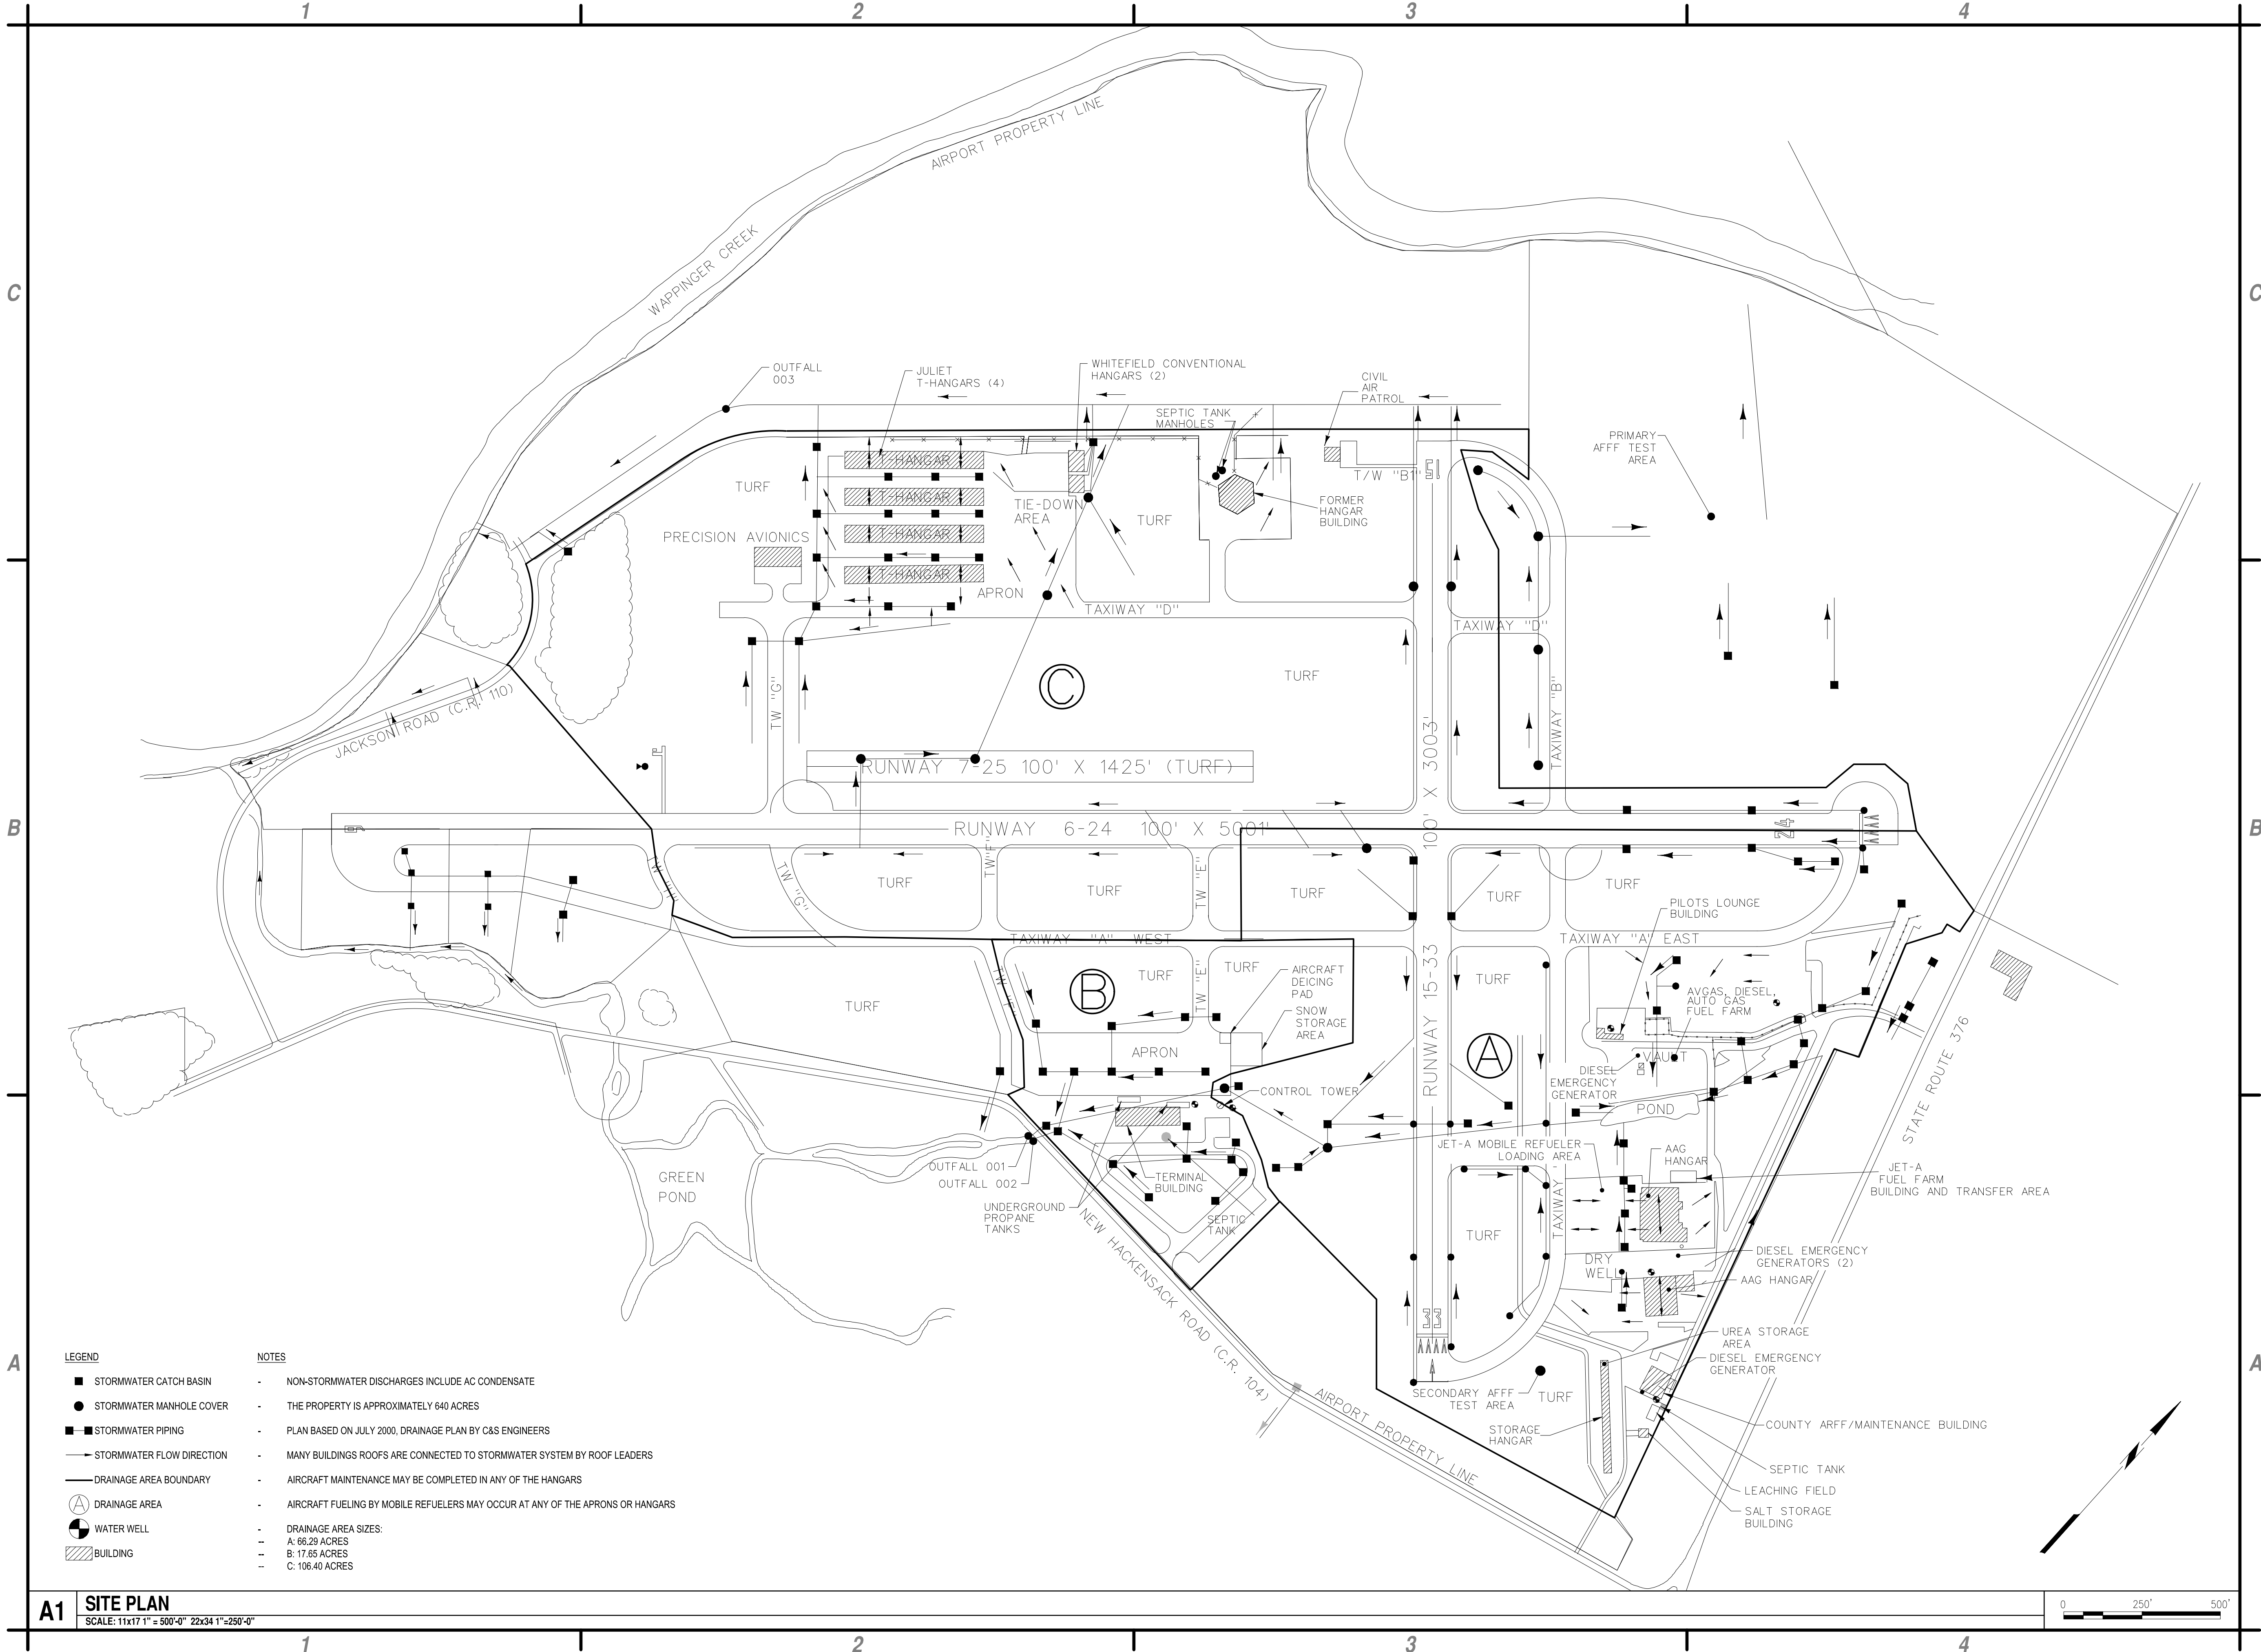 1 2 3 4
C
C
B
B
A
A
AIRPORT PROPERTY LINE
WAPPINGER CREEK
OUTFALL
003
JULIET
T-HANGARS (4)
WHITEFIELD CONVENTIONAL
HANGARS (2)
CIVIL
AIR
PATROL
SEPTIC TANK
MANHOLES
PRIMARY
AFFF TEST
AREA
T-HANGAR
T-HANGAR
T-HANGAR
T-HANGAR
TURF
TIE-DOWN
AREA
TURF
T/W "B1"
15
FORMER
HANGAR
BUILDING
PRECISION AVIONICS
APRON
TAXIWAY "D"
TAXIWAY "D"
TURF
C
TW "G"
TAXIWAY "B"
JACKSON ROAD (C.R. 110)
RUNWAY 7-25 100' X 1425' (TURF)
RUNWAY 6-24 100' X 5001'
RUNWAY 15-33 100' X 3003'
24
TW "H"
TW "G"
TURF
TW"F"
TURF
TW "E"
TURF
TURF
TURF
PILOTS LOUNGE
BUILDING
TAXIWAY "A" WEST
TAXIWAY "A" EAST
TURF
TW "F"
B
TURF
TW "E"
TURF
AIRCRAFT
DEICING
PAD
SNOW
STORAGE
AREA
TURF
AVGAS, DIESEL,
AUTO GAS
FUEL FARM
APRON
A
VAULT
DIESEL
EMERGENCY
GENERATOR
POND
STATE ROUTE 376
CONTROL TOWER
JET-A MOBILE REFUELER
LOADING AREA
AAG
HANGAR
JET-A
FUEL FARM
BUILDING AND TRANSFER AREA
OUTFALL 001
OUTFALL 002
GREEN
POND
TERMINAL
BUILDING
UNDERGROUND
PROPANE
TANKS
SEPTIC
TANK
TURF
TAXIWAY
DRY
WELL
DIESEL EMERGENCY
GENERATORS (2)
AAG HANGAR
NEW HACKENSACK ROAD (C.R. 104)
33
UREA STORAGE
AREA
DIESEL EMERGENCY
GENERATOR
SECONDARY AFFF
TEST AREA
TURF
AIRPORT PROPERTY LINE
STORAGE
HANGAR
COUNTY ARFF/MAINTENANCE BUILDING
SEPTIC TANK
LEACHING FIELD
SALT STORAGE
BUILDING
LEGEND
STORMWATER CATCH BASIN
STORMWATER MANHOLE COVER
STORMWATER PIPING
STORMWATER FLOW DIRECTION
DRAINAGE AREA BOUNDARY
A DRAINAGE AREA
WATER WELL
BUILDING
NOTES
- NON-STORMWATER DISCHARGES INCLUDE AC CONDENSATE
- THE PROPERTY IS APPROXIMATELY 640 ACRES
- PLAN BASED ON JULY 2000, DRAINAGE PLAN BY C&S ENGINEERS
- MANY BUILDINGS ROOFS ARE CONNECTED TO STORMWATER SYSTEM BY ROOF LEADERS
- AIRCRAFT MAINTENANCE MAY BE COMPLETED IN ANY OF THE HANGARS
- AIRCRAFT FUELING BY MOBILE REFUELERS MAY OCCUR AT ANY OF THE APRONS OR HANGARS
- DRAINAGE AREA SIZES:
-- A: 66.29 ACRES
-- B: 17.65 ACRES
-- C: 106.40 ACRES
A1 SITE PLAN
SCALE: 11x17 1" = 500'-0" 22x34 1"=250'-0"
0 250' 500'
1 2 3 4